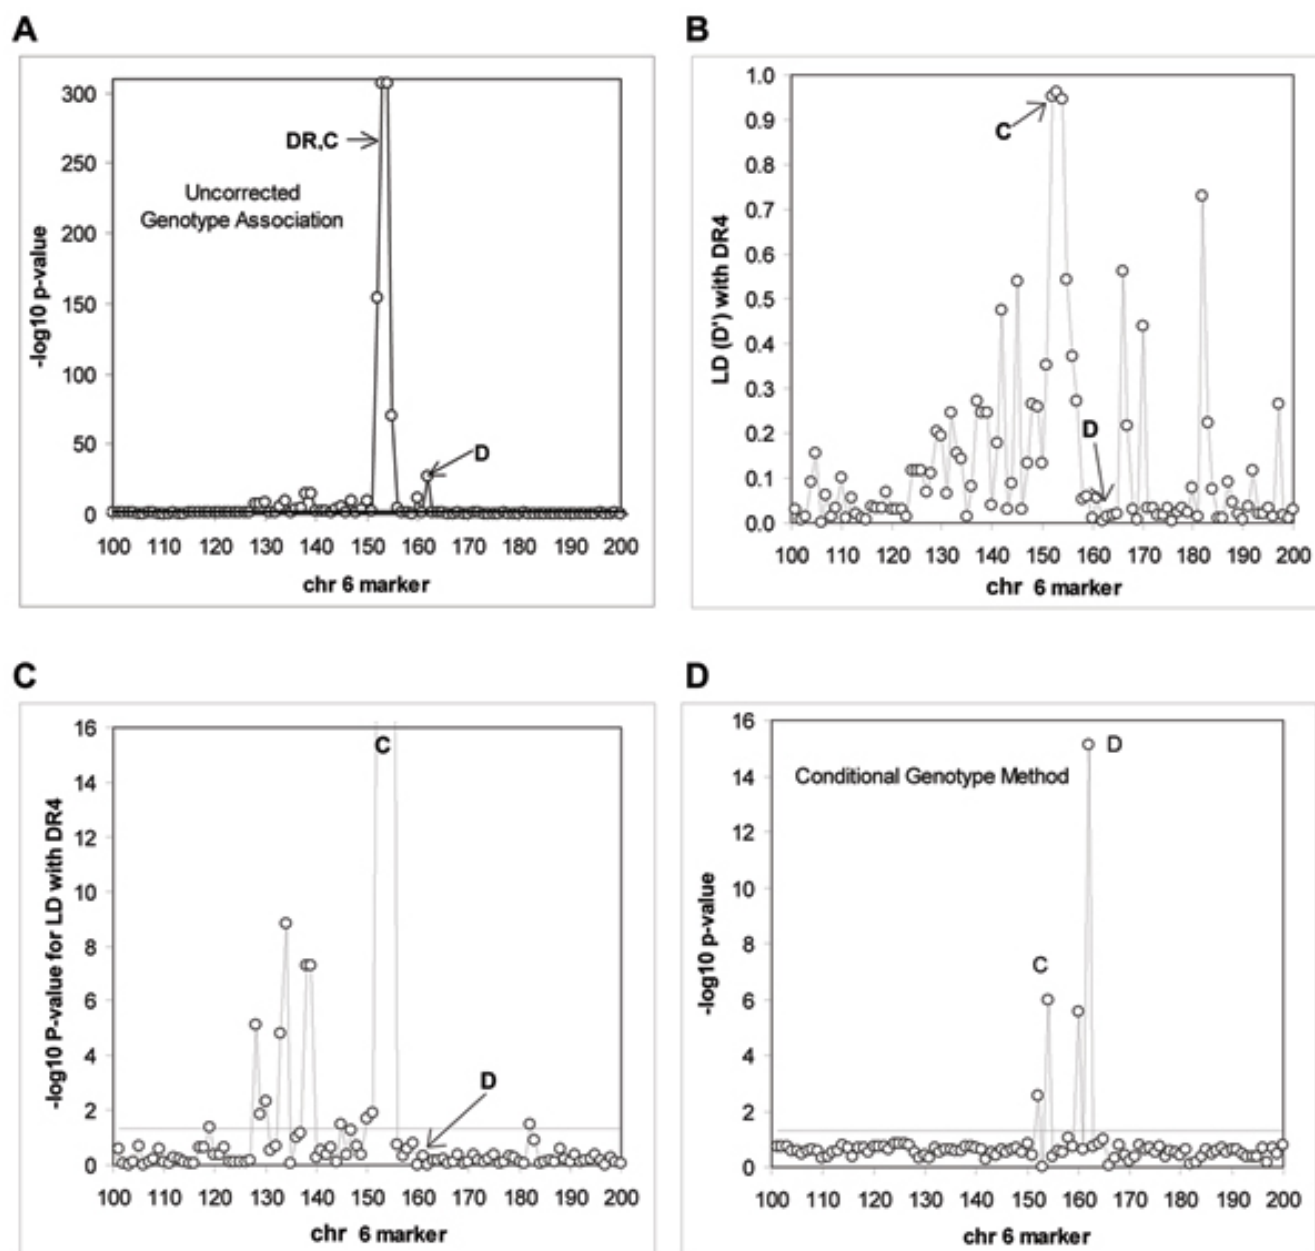 A
-log10 p-value
300
250
200
150
100
50
0
DR,C
Uncorrected
Genotype Association
D
100 110 120 130 140 150 160 170 180 190 200
chr 6 marker
B
LD (D') with DR4
1.0
0.9
0.8
0.7
0.6
0.5
0.4
0.3
0.2
0.1
0.0
C
D
100 110 120 130 140 150 160 170 180 190 200
chr 6 marker
C
-log10 P-value for LD with DR4
16
14
12
10
8
6
4
2
0
C
D
100 110 120 130 140 150 160 170 180 190 200
chr 6 marker
D
-log10 p-value
16
14
12
10
8
6
4
2
0
D
Conditional Genotype Method
C
100 110 120 130 140 150 160 170 180 190 200
chr 6 marker